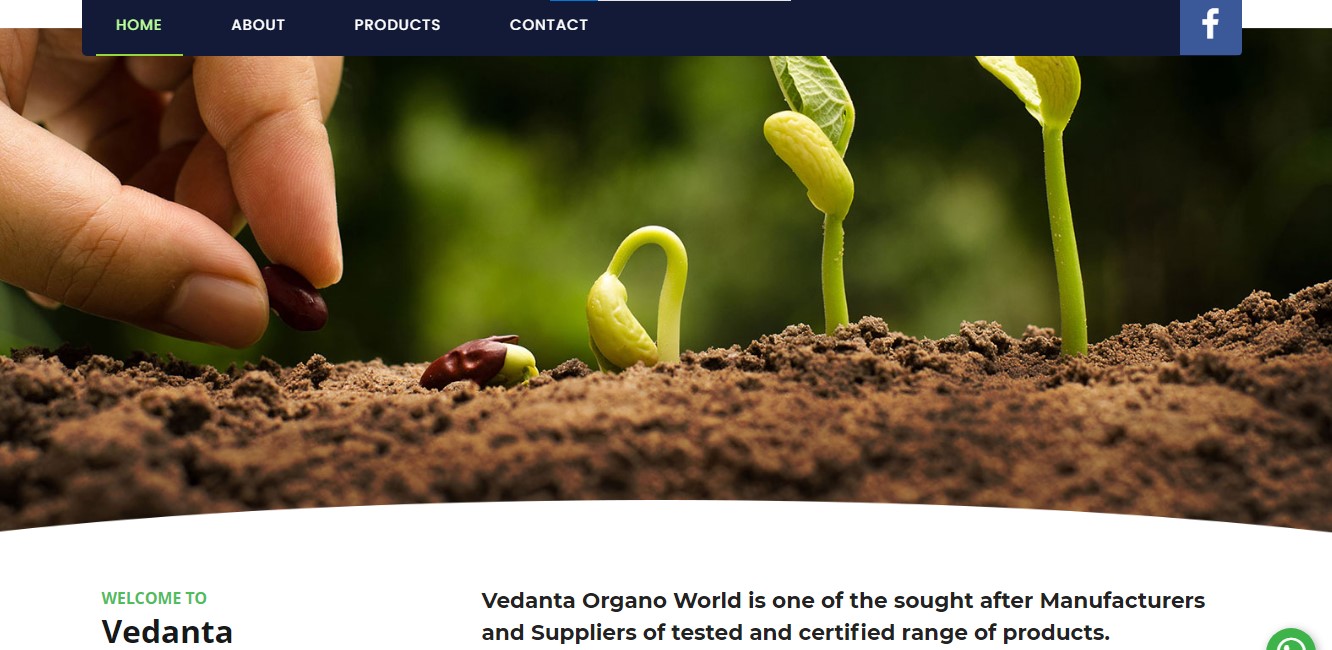 HOME ABOUT PRODUCTS CONTACT
WELCOME TO
Vedanta
Vedanta Organo World is one of the sought after Manufacturers
and Suppliers of tested and certified range of products.